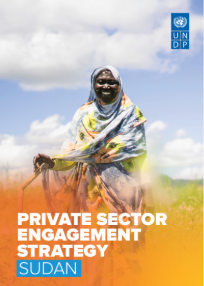 U N
D P
PRIVATE SECTOR
ENGAGEMENT
STRATEGY
SUDAN